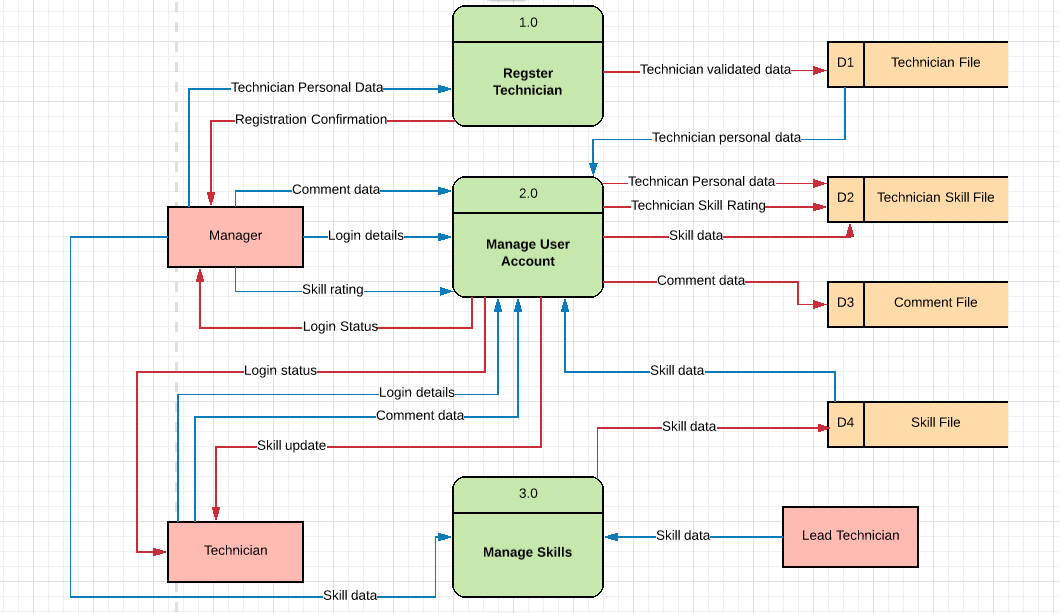 1.0
Regster
Technician
Technician validated data
D1
Technician File
Technician Personal Data
Registration Confirmation
Technician personal data
Comment data
2.0
Technican Personal data
Technician Skill Rating
D2
Technician Skill File
Manager
Login details
Manage User
Account
Skill data
Skill rating
Comment data
D3
Comment File
Login Status
Login status
Skill data
Login details
Comment data
Skill data
D4
Skill File
Skill update
3.0
Technician
Manage Skills
Skill data
Lead Technician
Skill data